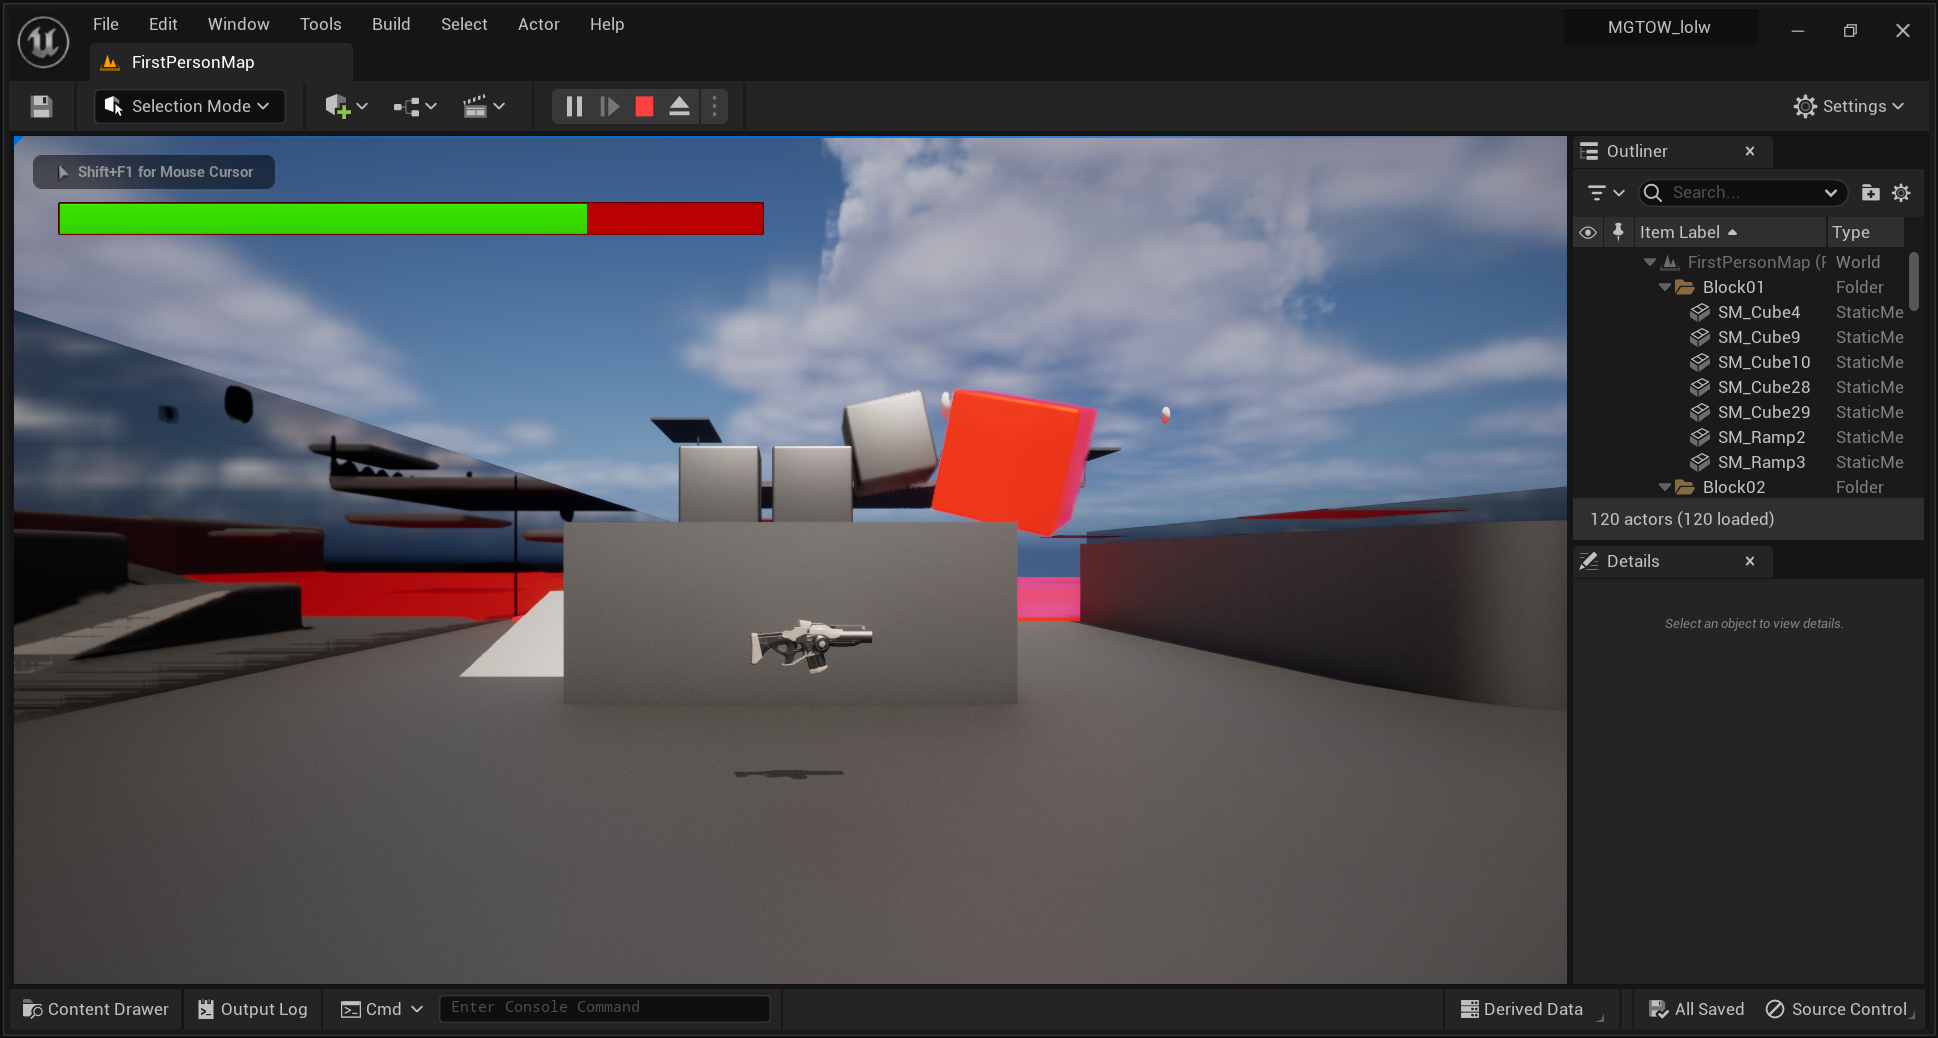 File Edit Window Tools Build Select Actor Help
MGTOW_lolw
FirstPersonMap
Selection Mode
Settings
Shift+F1 for Mouse Cursor
Outliner
Search...
Item Label Type
FirstPersonMap (F World
Block01 Folder
SM_Cube4 StaticMe
SM_Cube9 StaticMe
SM_Cube10 StaticMe
SM_Cube28 StaticMe
SM_Cube29 StaticMe
SM_Ramp2 StaticMe
SM_Ramp3 StaticMe
Block02 Folder
120 actors (120 loaded)
Details
Select an object to view details.
Content Drawer Output Log Cmd Enter Console Command Derived Data All Saved Source Control